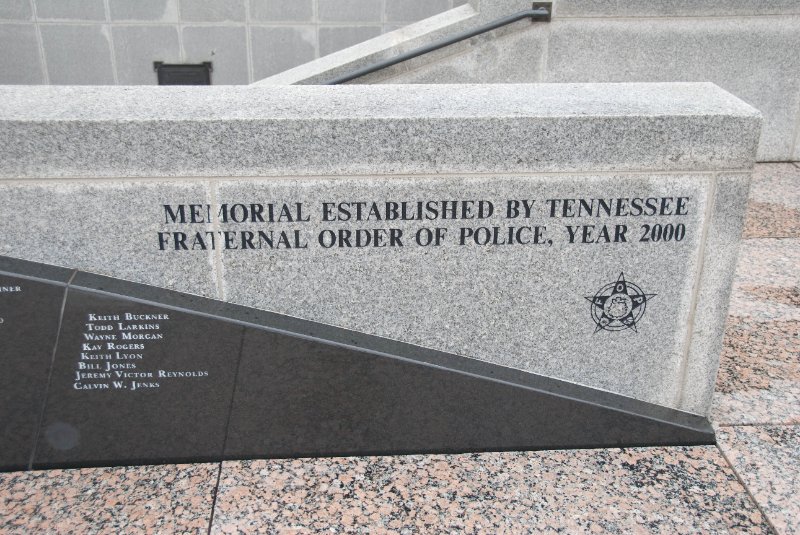 MEMORIAL ESTABLISHED BY TENNESSEE
FRATERNAL ORDER OF POLICE, YEAR 2000
KEITH BUCKNER
TODD LARKINS
WAYNE MORGAN
KAY ROGERS
KEITH LYON
BILL JONES
JEREMY VICTOR REYNOLDS
CALVIN W. JENKS